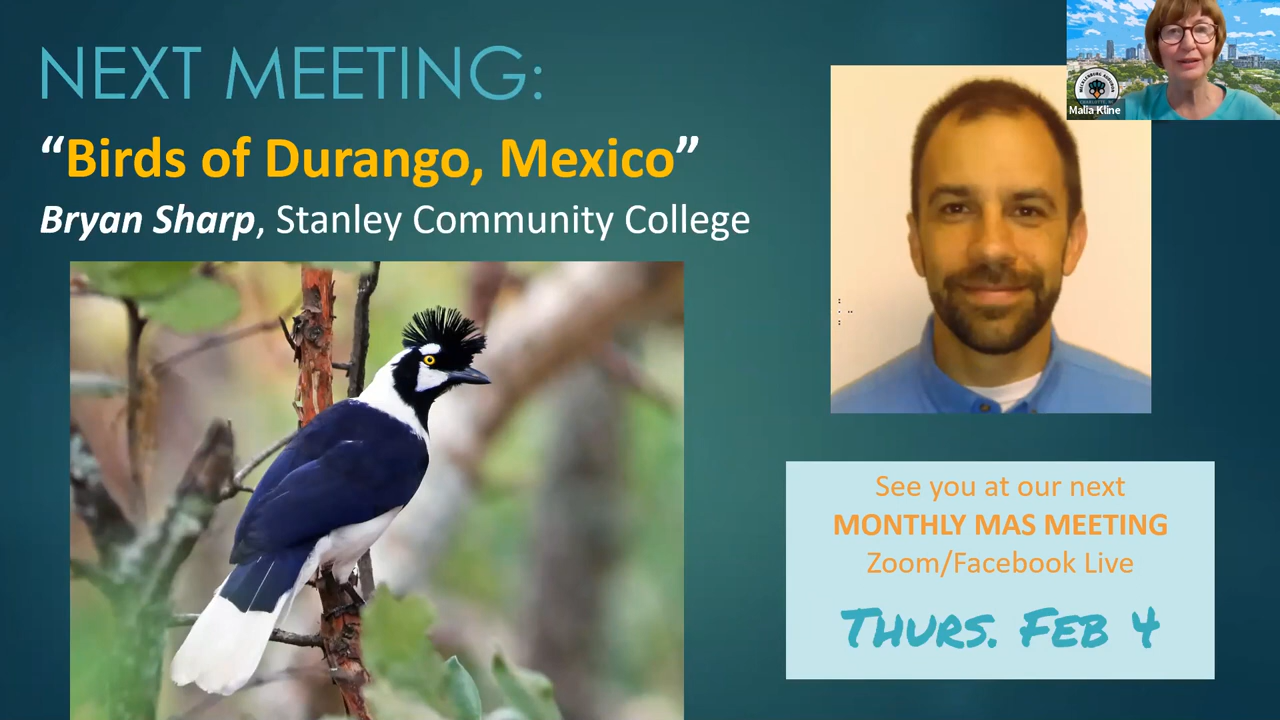 NEXT MEETING:
“Birds of Durango, Mexico”
Bryan Sharp, Stanley Community College
Malia Kline
See you at our next
MONTHLY MAS MEETING
Zoom/Facebook Live
THURS. FEB 4